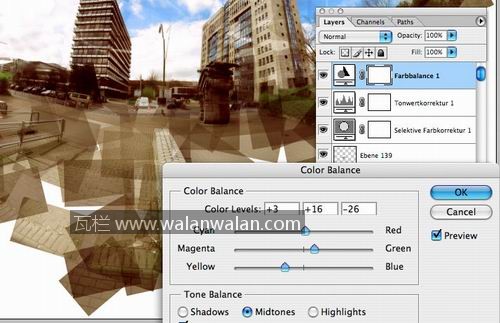 Layers Channels Paths
Normal Opacity: 100%
Lock: Fill: 100%
Farbbalance 1
Tonwertkorrektur 1
Selektive Farbkorrektur 1
Ebene 139
Color Balance
Color Balance
OK
Color Levels: +3 +16 -26
Cancel
瓦栏 www.walanwalan.com
Cyan Red
Preview
Magenta Green
Yellow Blue
Tone Balance
Shadows Midtones Highlights